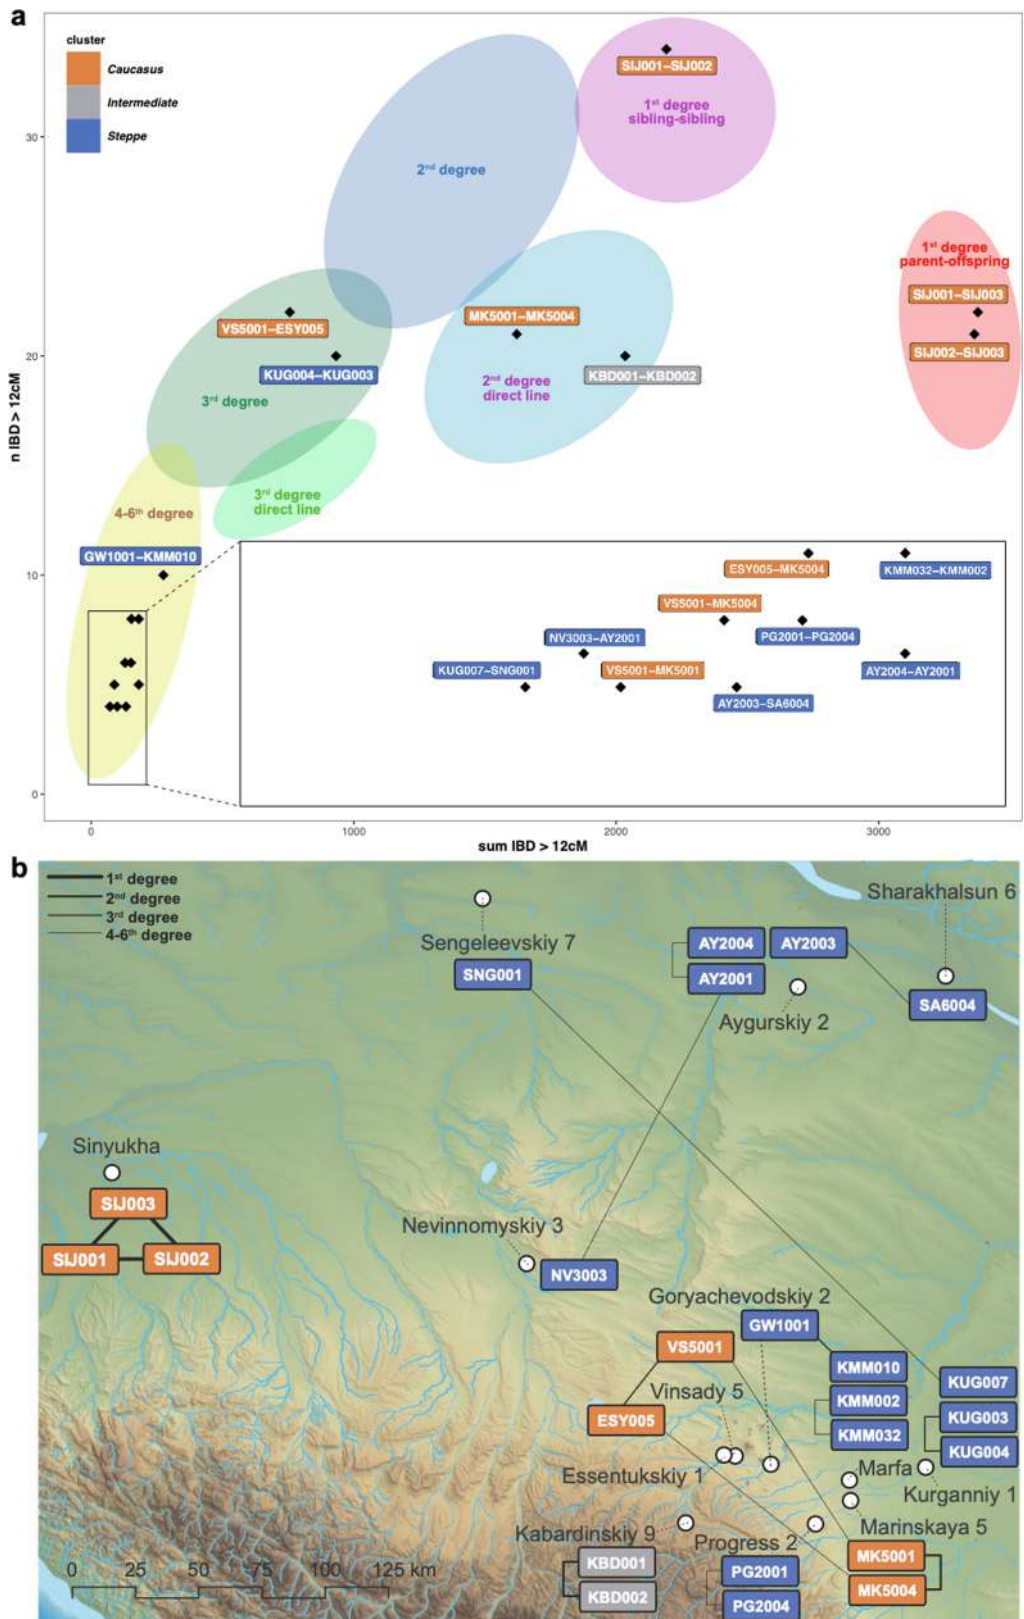 a
cluster
Caucasus
Intermediate
Steppe
SIJ001–SIJ002
1st degree
sibling-sibling
2nd degree
1st degree
parent-offspring
SIJ001–SIJ003
SIJ002–SIJ003
VS5001–ESY005
KUG004–KUG003
3rd degree
MK5001–MK5004
KBD001–KBD002
2nd degree
direct line
3rd degree
direct line
4-6th degree
GW1001–KMM010
ESY005–MK5004
KMM032–KMM002
VS5001–MK5004
PG2001–PG2004
NV3003–AY2001
KUG007–SNG001
VS5001–MK5001
AY2004–AY2001
AY2003–SA6004
30
20
10
0
n IBD > 12cM
0 1000 2000 3000
sum IBD > 12cM
b
1st degree
2nd degree
3rd degree
4-6th degree
Sharakhalsun 6
Sengeleevskiy 7
SNG001
AY2004 AY2003
AY2001
SA6004
Aygurskiy 2
Sinyukha
SIJ003
SIJ001 SIJ002
Nevinnomyskiy 3
NV3003
Goryachevodskiy 2
GW1001
VS5001
KMM010
KUG007
Vinsady 5
KMM002
KUG003
ESY005
KMM032
KUG004
Essentukskiy 1
Marfa
Kurganniy 1
Marinskaya 5
Kabardinskiy 9
Progress 2
KBD001
KBD002
PG2001
PG2004
MK5001
MK5004
0 25 50 75 100 125 km